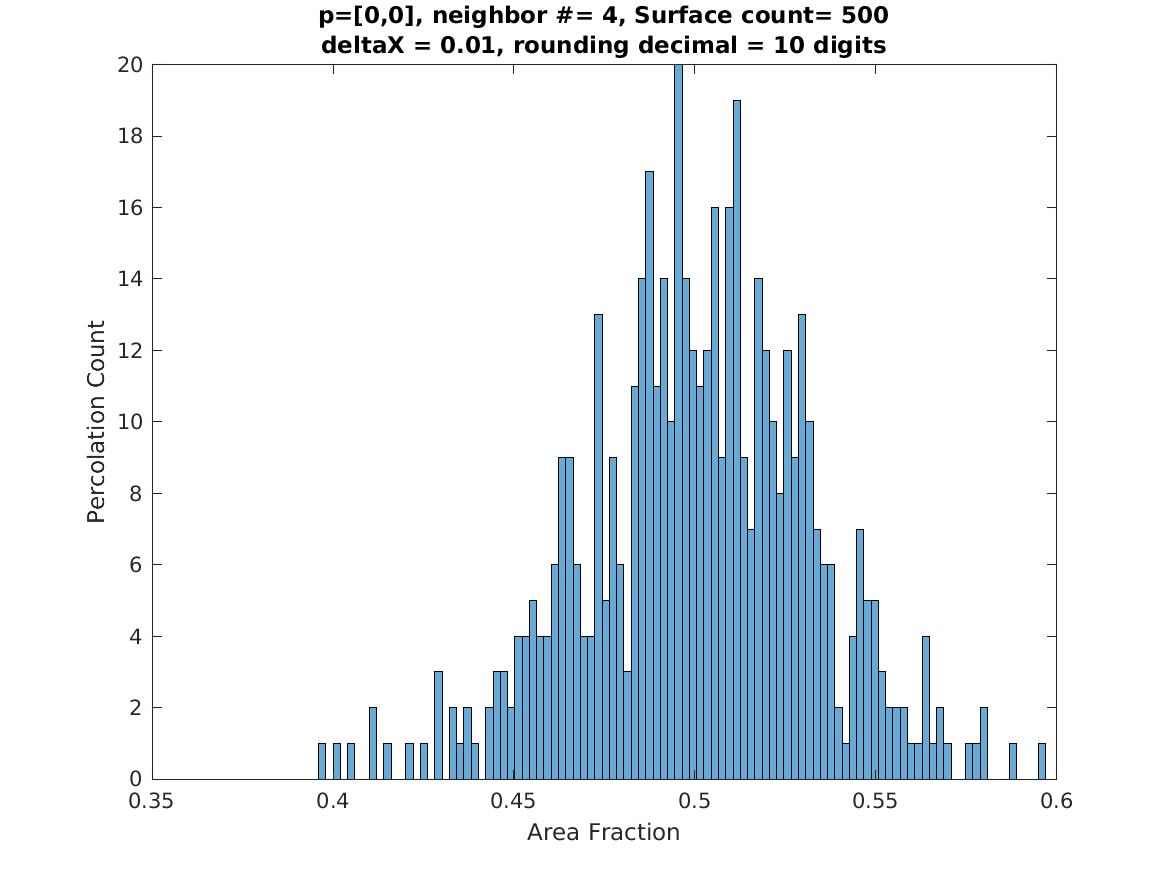 p=[0,0], neighbor #= 4, Surface count= 500
deltaX = 0.01, rounding decimal = 10 digits
20
18
16
14
12
10
8
6
4
2
0
Percolation Count
0.35 0.4 0.45 0.5 0.55 0.6
Area Fraction